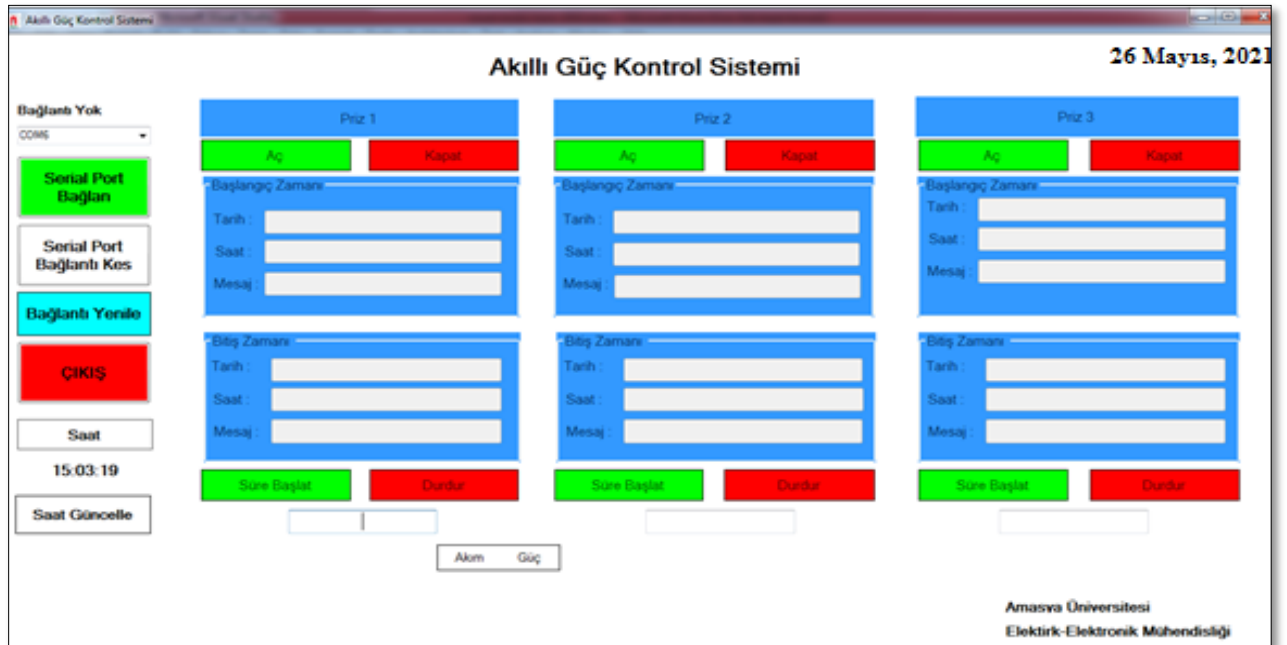 Akıllı Güç Kontrol Sistemi
Akıllı Güç Kontrol Sistemi
26 Mayıs, 2021
Bağlantı Yok
COM6
Serial Port
Bağlan
Serial Port
Bağlantı Kes
Bağlantı Yenile
ÇIKIŞ
Saat
15:03:19
Saat Güncelle
Priz 1
Aç Kapat
Başlangıç Zamanı
Tarih :
Saat :
Mesaj :
Bitiş Zamanı
Tarih :
Saat :
Mesaj :
Süre Başlat Durdur
Priz 2
Aç Kapat
Başlangıç Zamanı
Tarih :
Saat :
Mesaj :
Bitiş Zamanı
Tarih :
Saat :
Mesaj :
Süre Başlat Durdur
Priz 3
Aç Kapat
Başlangıç Zamanı
Tarih :
Saat :
Mesaj :
Bitiş Zamanı
Tarih :
Saat :
Mesaj :
Süre Başlat Durdur
Akım Güç
Amasya Üniversitesi
Elektirk-Elektronik Mühendisliği